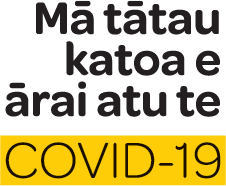 Mā tātau
katoa e
ārai atu te
COVID-19